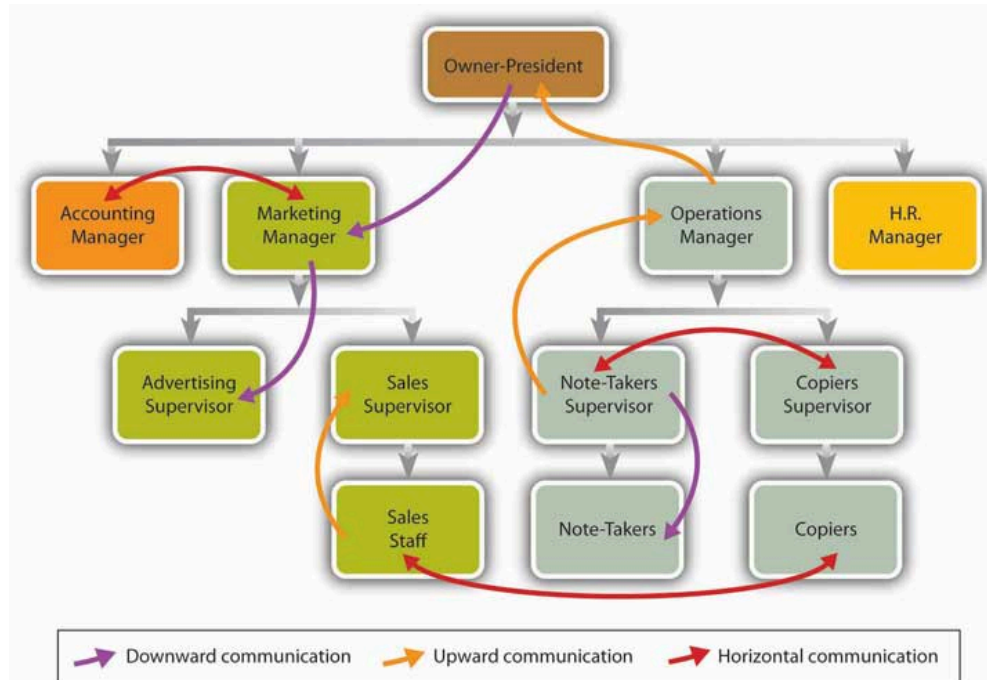 Owner-President
Accounting
Manager
Marketing
Manager
Operations
Manager
H.R.
Manager
Advertising
Supervisor
Sales
Supervisor
Note-Takers
Supervisor
Copiers
Supervisor
Sales
Staff
Note-Takers
Copiers
Downward communication
Upward communication
Horizontal communication